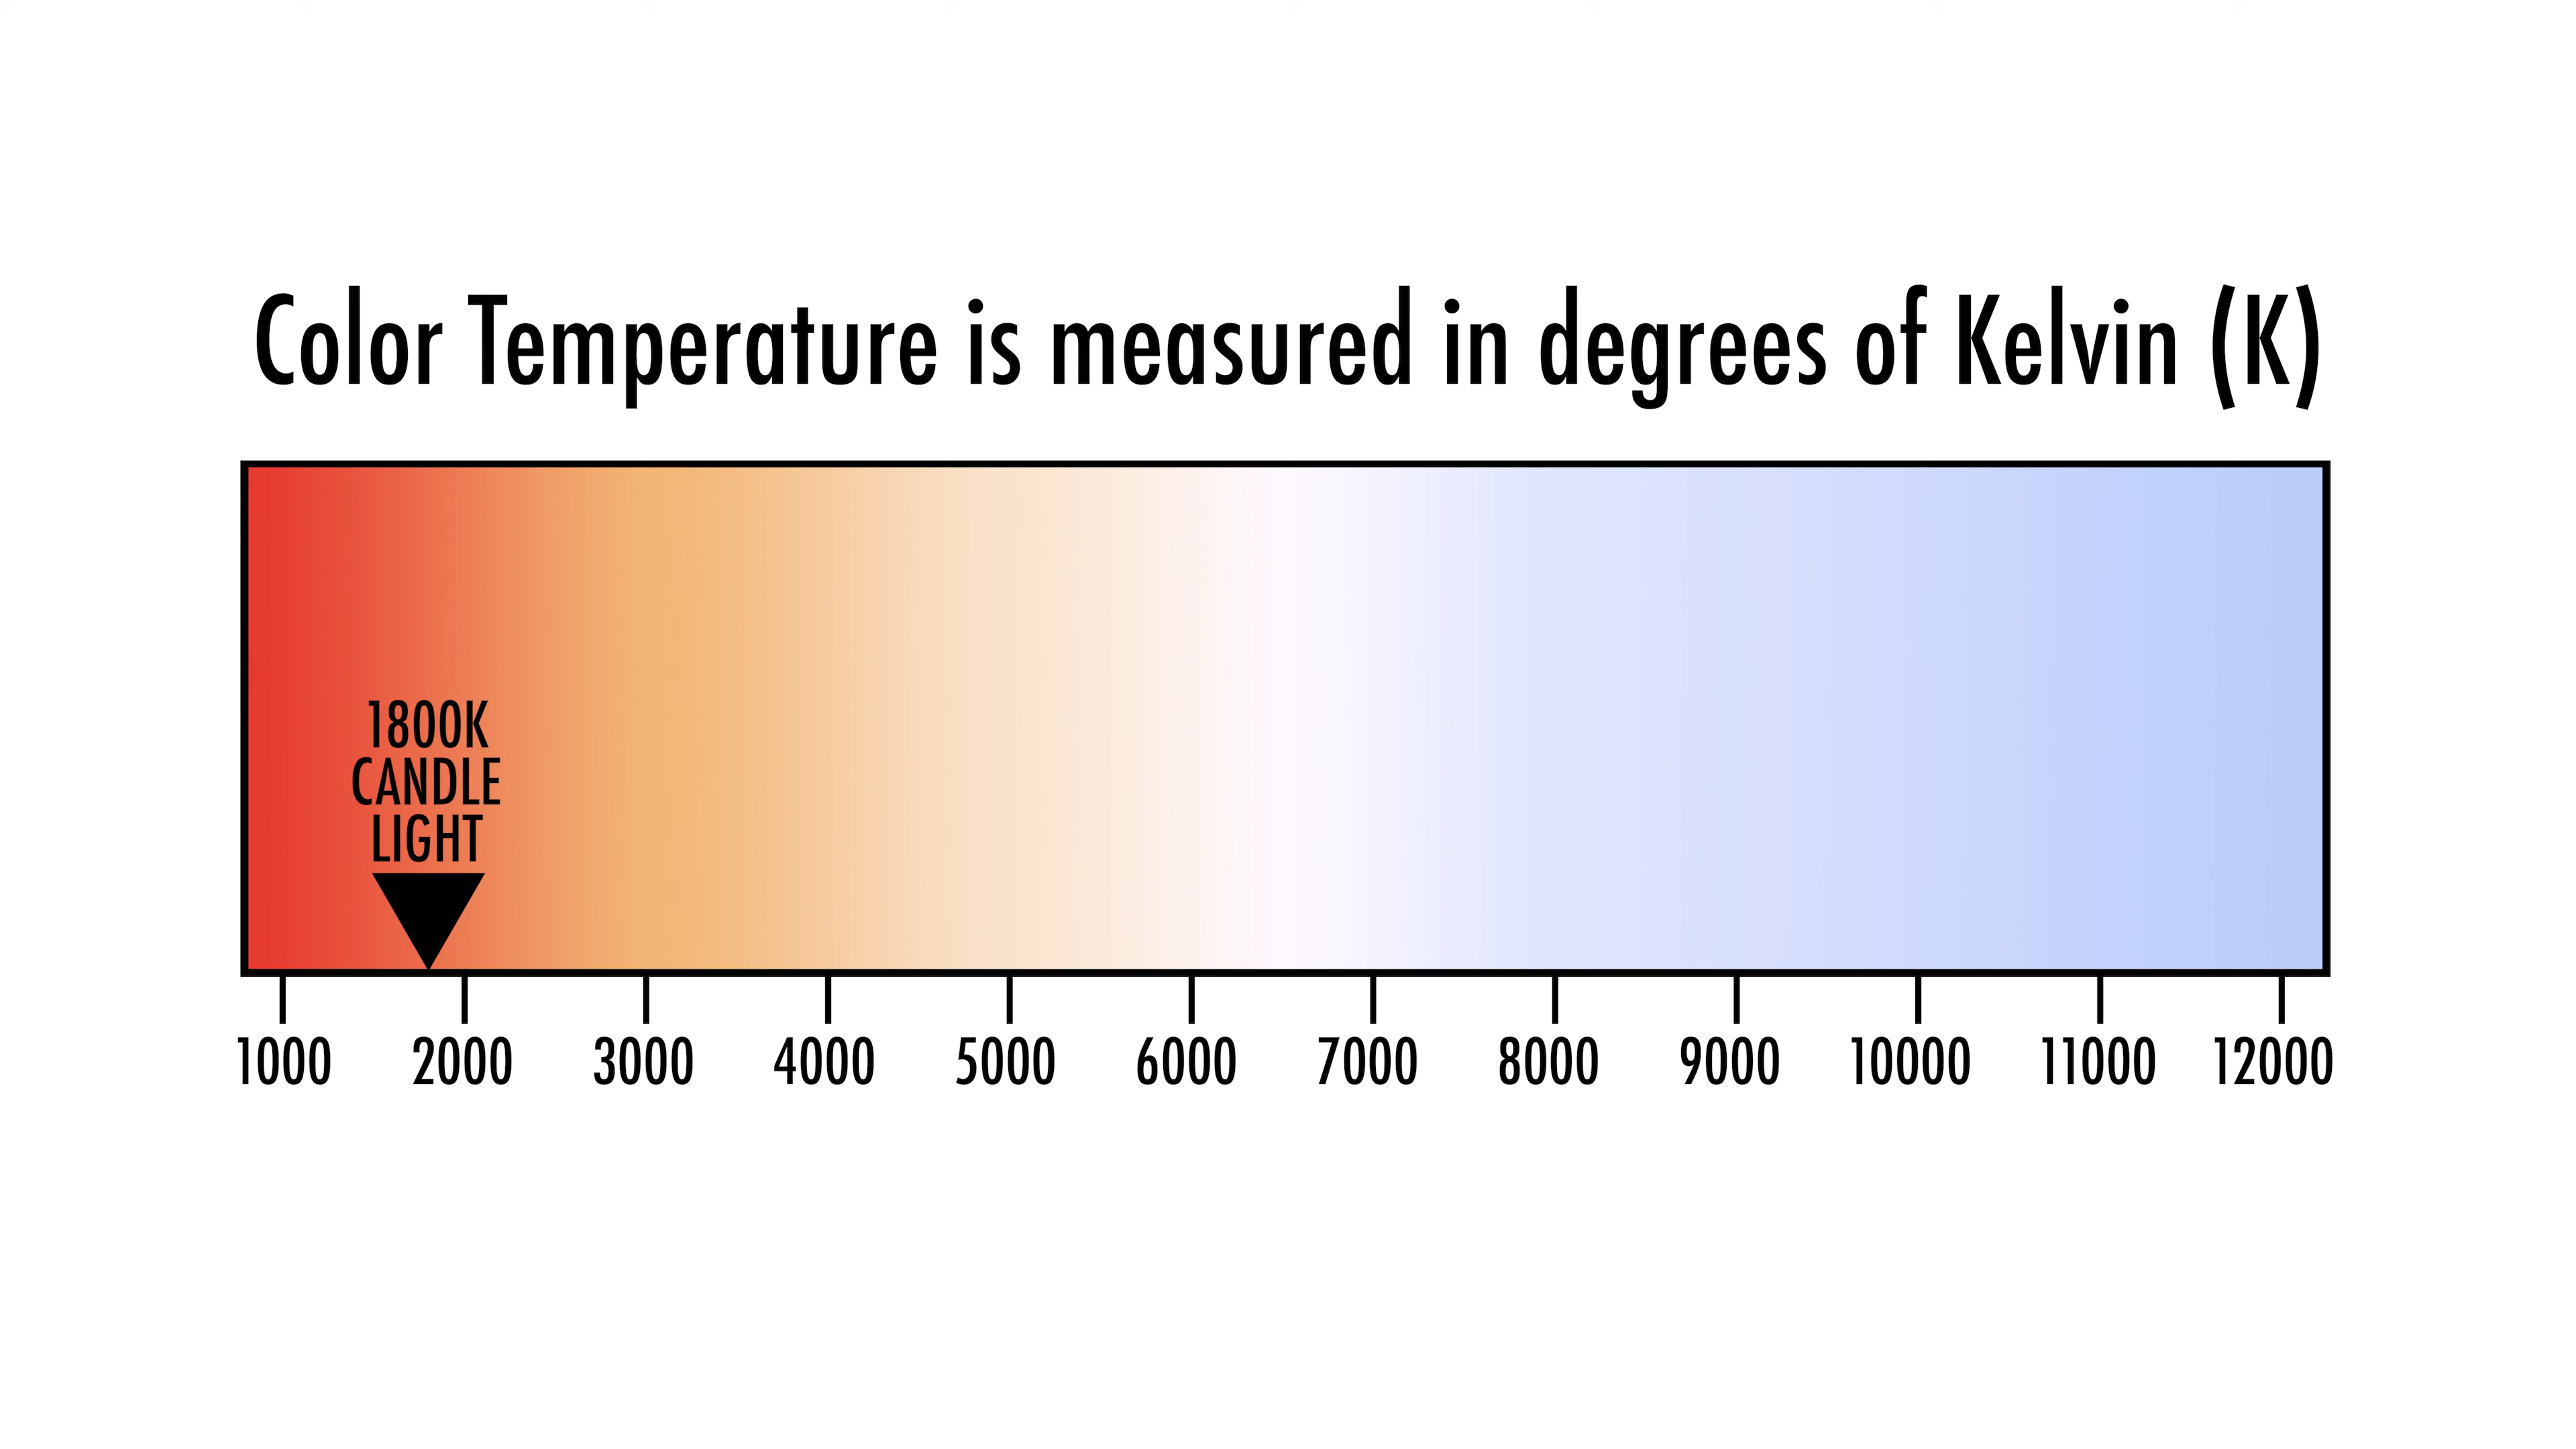 Color Temperature is measured in degrees of Kelvin (K)
1800K
CANDLE
LIGHT
1000 2000 3000 4000 5000 6000 7000 8000 9000 10000 11000 12000